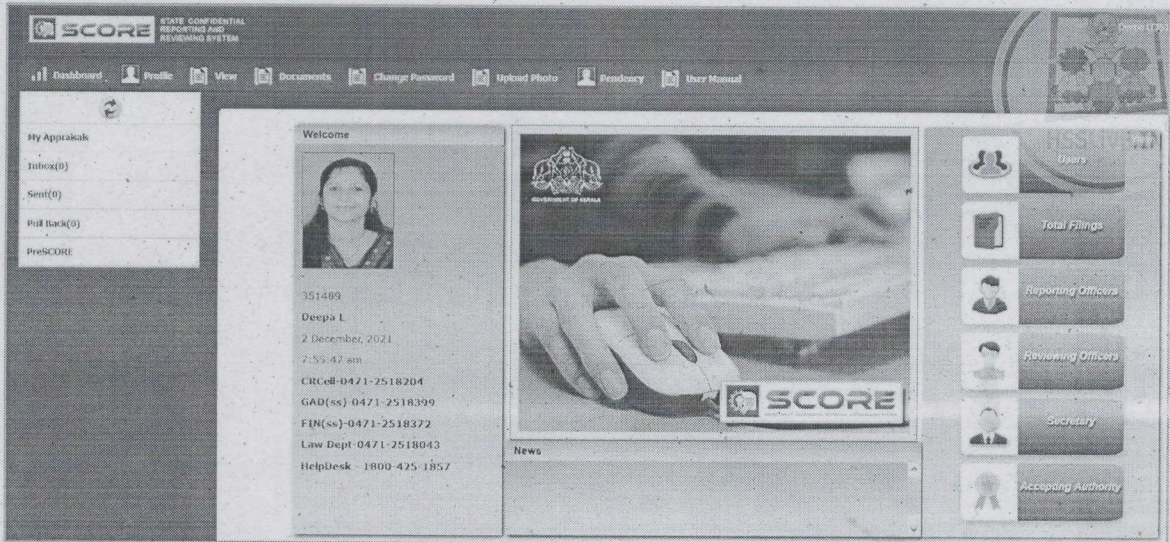 SCORE
STATE CONFIDENTIAL
REPORTING AND
REVIEWING SYSTEM
Dashboard Profile View Documents Change Password Upload Photo Pendency User Manual
My Appraisals
Inbox(0)
Sent(0)
Pull Back(0)
PreSCORE
Welcome
351489
Deepa L
2 December, 2021
7:55:47 am
CRCell-0471-2518204
GAD(ss)-0471-2518399
FIN(ss)-0471-2518372
Law Dept-0471-2518043
HelpDesk - 1800-425-1857
GOVERNMENT OF KERALA
SCORE
News
HSSLIVE.IN
Users
Total Filings
Reporting Officers
Reviewing Officers
Secretary
Accepting Authority